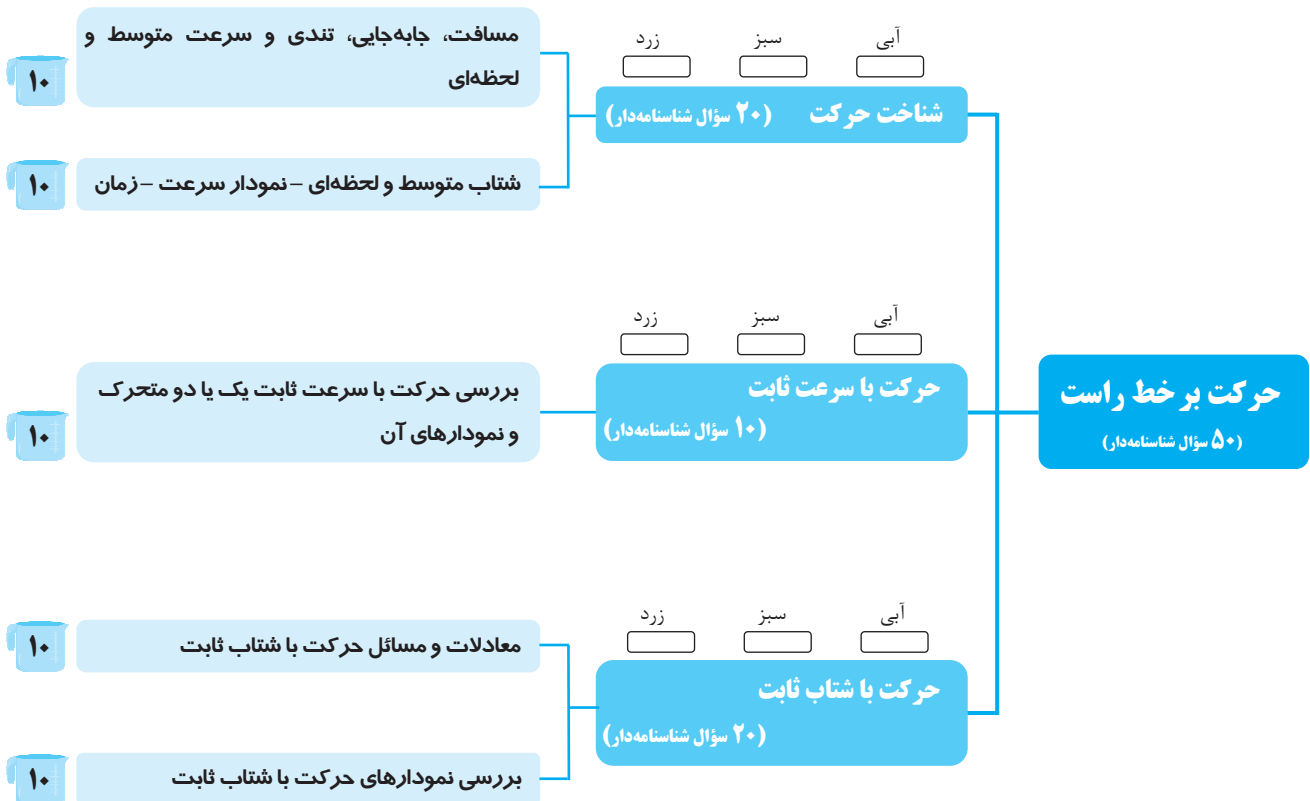 حرکت بر خط راست
(۵۰ سؤال شناسنامه‌دار)
آبی سبز زرد
شناخت حرکت (۲۰ سؤال شناسنامه‌دار)
مسافت، جابه‌جایی، تندی و سرعت متوسط و
لحظه‌ای
۱۰
شتاب متوسط و لحظه‌ای – نمودار سرعت – زمان
۱۰
آبی سبز زرد
حرکت با سرعت ثابت
(۱۰ سؤال شناسنامه‌دار)
بررسی حرکت با سرعت ثابت یک یا دو متحرک
و نمودارهای آن
۱۰
آبی سبز زرد
حرکت با شتاب ثابت
(۲۰ سؤال شناسنامه‌دار)
معادلات و مسائل حرکت با شتاب ثابت
۱۰
بررسی نمودارهای حرکت با شتاب ثابت
۱۰